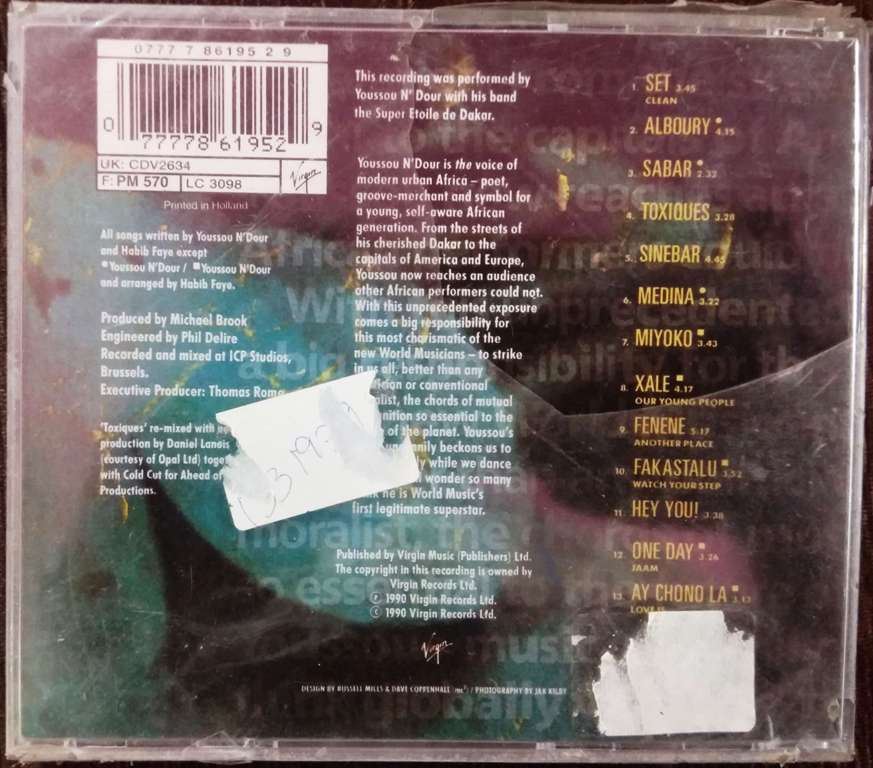 0777 7 86195 2 9
0 77778 61952 9
UK: CDV2634
F: PM 570 LC 3098 Virgin
Printed in Holland
All songs written by Youssou N'Dour
and Habib Faye except
●Youssou N'Dour / ■Youssou N'Dour
and arranged by Habib Faye.
Produced by Michael Brook
Engineered by Phil Delire
Recorded and mixed at ICP Studios,
Brussels.
Executive Producer: Thomas Rome
'Toxiques' re-mixed with
production by Daniel Lanois
(courtesy of Opal Ltd)
with Cold Cut for Ahead of
Productions.
This recording was performed by
Youssou N'Dour with his band
the Super Etoile de Dakar.
Youssou N'Dour is the voice of
modern urban Africa – poet,
groove-merchant and symbol for
a young, self-aware African
generation. From the streets of
his cherished Dakar to the
capitals of America and Europe,
Youssou now reaches an audience
other African performers could not.
With this unprecedented exposure
comes a big responsibility for
this most charismatic of the
new World Musicians – to strike
in us all, better than any
or conventional
the chords of mutual
so essential to the
of the planet. Youssou's
beckons us to
while we dance
wonder so many
he is World Music's
first legitimate superstar.
Published by Virgin Music (Publishers) Ltd.
The copyright in this recording is owned by
Virgin Records Ltd.
℗ 1990 Virgin Records Ltd.
© 1990 Virgin Records Ltd.
Virgin
DESIGN BY RUSSELL MILLS & DAVE COPPENHALL / PHOTOGRAPHY BY JAK KILBY
1. SET 3.45
CLEAN
2. ALBOURY● 4.15
3. SABAR● 2.32
4. TOXIQUES 3.28
5. SINEBAR 4.45
6. MEDINA● 3.22
7. MIYOKO■ 3.43
8. XALE■ 4.17
OUR YOUNG PEOPLE
9. FENENE 5.17
ANOTHER PLACE
10. FAKASTALU■ 3.52
WATCH YOUR STEP
11. HEY YOU! 3.38
12. ONE DAY■ 3.26
JAAM
13. AY CHONO LA■ 3.13
LOVE IS